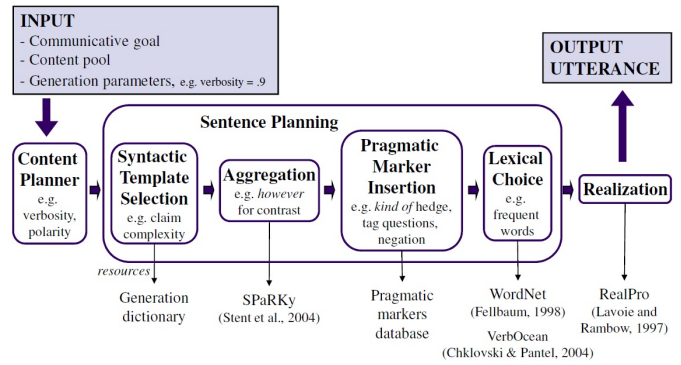 INPUT
- Communicative goal
- Content pool
- Generation parameters, e.g. verbosity = .9
OUTPUT
UTTERANCE
Sentence Planning
Content
Planner
e.g.
verbosity,
polarity
Syntactic
Template
Selection
e.g. claim
complexity
Aggregation
e.g. however
for contrast
Pragmatic
Marker
Insertion
e.g. kind of hedge,
tag questions,
negation
Lexical
Choice
e.g.
frequent
words
Realization
resources
Generation
dictionary
SPaRKy
(Stent et al., 2004)
Pragmatic
markers
database
WordNet
(Fellbaum, 1998)
VerbOcean
(Chklovski & Pantel, 2004)
RealPro
(Lavoie and
Rambow, 1997)